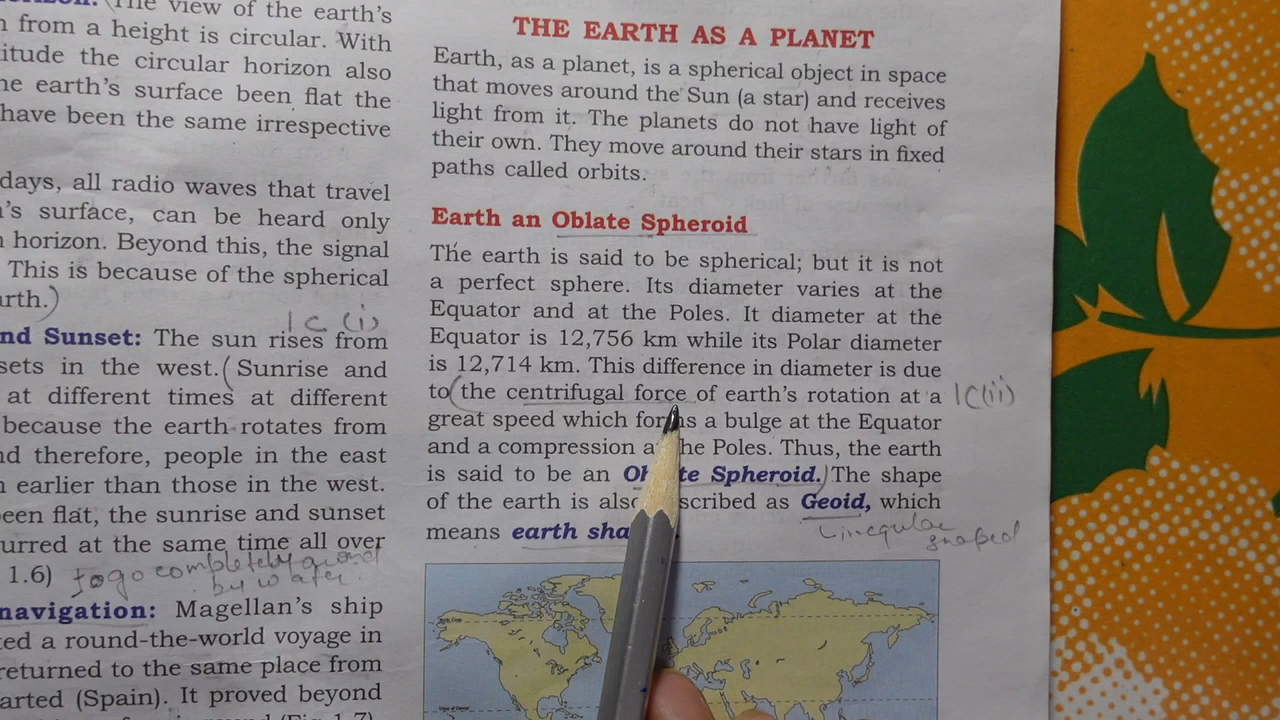 The view of the earth's
from a height is circular. With
itude the circular horizon also
he earth's surface been flat the
have been the same irrespective
days, all radio waves that travel
's surface, can be heard only
horizon. Beyond this, the signal
This is because of the spherical
arth.)
1C (i)
nd Sunset: The sun rises from
sets in the west. (Sunrise and
at different times at different
because the earth rotates from
nd therefore, people in the east
earlier than those in the west.
been flat, the sunrise and sunset
urred at the same time all over
1.6) To go completely around
by water.
navigation: Magellan's ship
ted a round-the-world voyage in
returned to the same place from
arted (Spain). It proved beyond
THE EARTH AS A PLANET
Earth, as a planet, is a spherical object in space
that moves around the Sun (a star) and receives
light from it. The planets do not have light of
their own. They move around their stars in fixed
paths called orbits.
Earth an Oblate Spheroid
The earth is said to be spherical; but it is not
a perfect sphere. Its diameter varies at the
Equator and at the Poles. It diameter at the
Equator is 12,756 km while its Polar diameter
is 12,714 km. This difference in diameter is due
to (the centrifugal force of earth's rotation at a 1C(ii)
great speed which forms a bulge at the Equator
and a compression at the Poles. Thus, the earth
is said to be an Oblate Spheroid.) The shape
of the earth is also described as Geoid, which
means earth sha
irregular
shaped